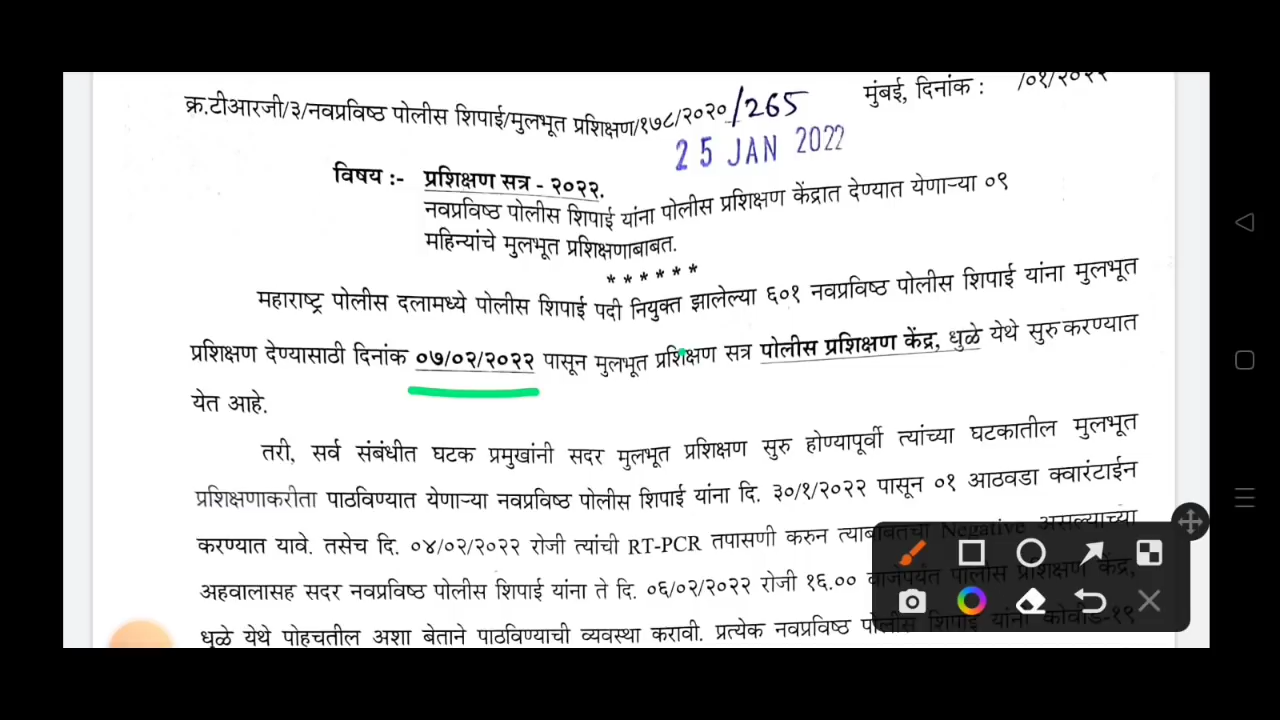 क्र.टीआरजी/३/नवप्रविष्ठ पोलीस शिपाई/मुलभूत प्रशिक्षण/१७८/२०२०/265
मुंबई, दिनांक : /०१/२०२२
25 JAN 2022
विषय :- प्रशिक्षण सत्र - २०२२.
नवप्रविष्ठ पोलीस शिपाई यांना पोलीस प्रशिक्षण केंद्रात देण्यात येणाऱ्या ०९
महिन्यांचे मुलभूत प्रशिक्षणाबाबत.
******
महाराष्ट्र पोलीस दलामध्ये पोलीस शिपाई पदी नियुक्त झालेल्या ६०१ नवप्रविष्ठ पोलीस शिपाई यांना मुलभूत
प्रशिक्षण देण्यासाठी दिनांक ०७/०२/२०२२ पासून मुलभूत प्रशिक्षण सत्र पोलीस प्रशिक्षण केंद्र, धुळे येथे सुरु करण्यात
येत आहे.
तरी, सर्व संबंधीत घटक प्रमुखांनी सदर मुलभूत प्रशिक्षण सुरु होण्यापूर्वी त्यांच्या घटकातील मुलभूत
प्रशिक्षणाकरीता पाठविण्यात येणाऱ्या नवप्रविष्ठ पोलीस शिपाई यांना दि. ३०/१/२०२२ पासून ०१ आठवडा क्वारंटाईन
करण्यात यावे. तसेच दि. ०४/०२/२०२२ रोजी त्यांची RT-PCR तपासणी करुन त्याबाबतचा Negative असल्याच्या
अहवालासह सदर नवप्रविष्ठ पोलीस शिपाई यांना ते दि. ०६/०२/२०२२ रोजी १६.०० वाजेपर्यंत पोलीस प्रशिक्षण केंद्र,
धुळे येथे पोहचतील अशा बेताने पाठविण्याची व्यवस्था करावी. प्रत्येक नवप्रविष्ठ पोलीस शिपाई यांनी कोवीड-१९